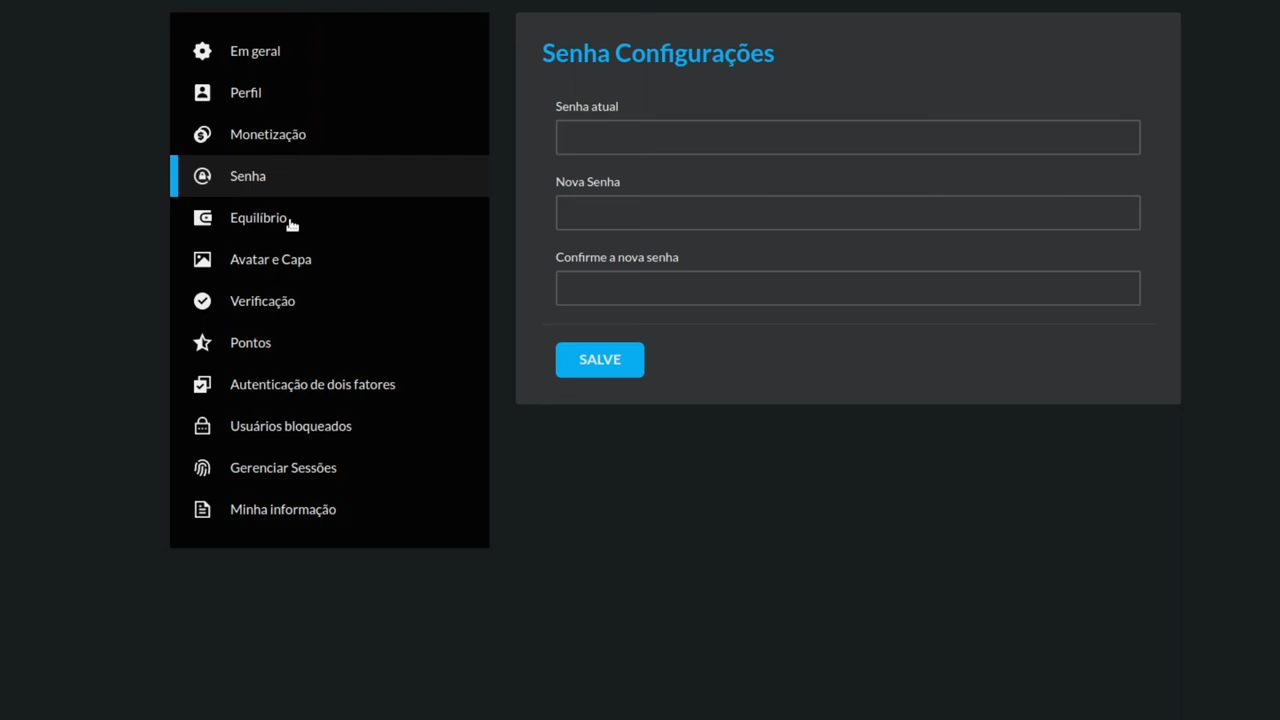 Em geral
Perfil
Monetização
Senha
Equilíbrio
Avatar e Capa
Verificação
Pontos
Autenticação de dois fatores
Usuários bloqueados
Gerenciar Sessões
Minha informação
Senha Configurações
Senha atual
Nova Senha
Confirme a nova senha
SALVE